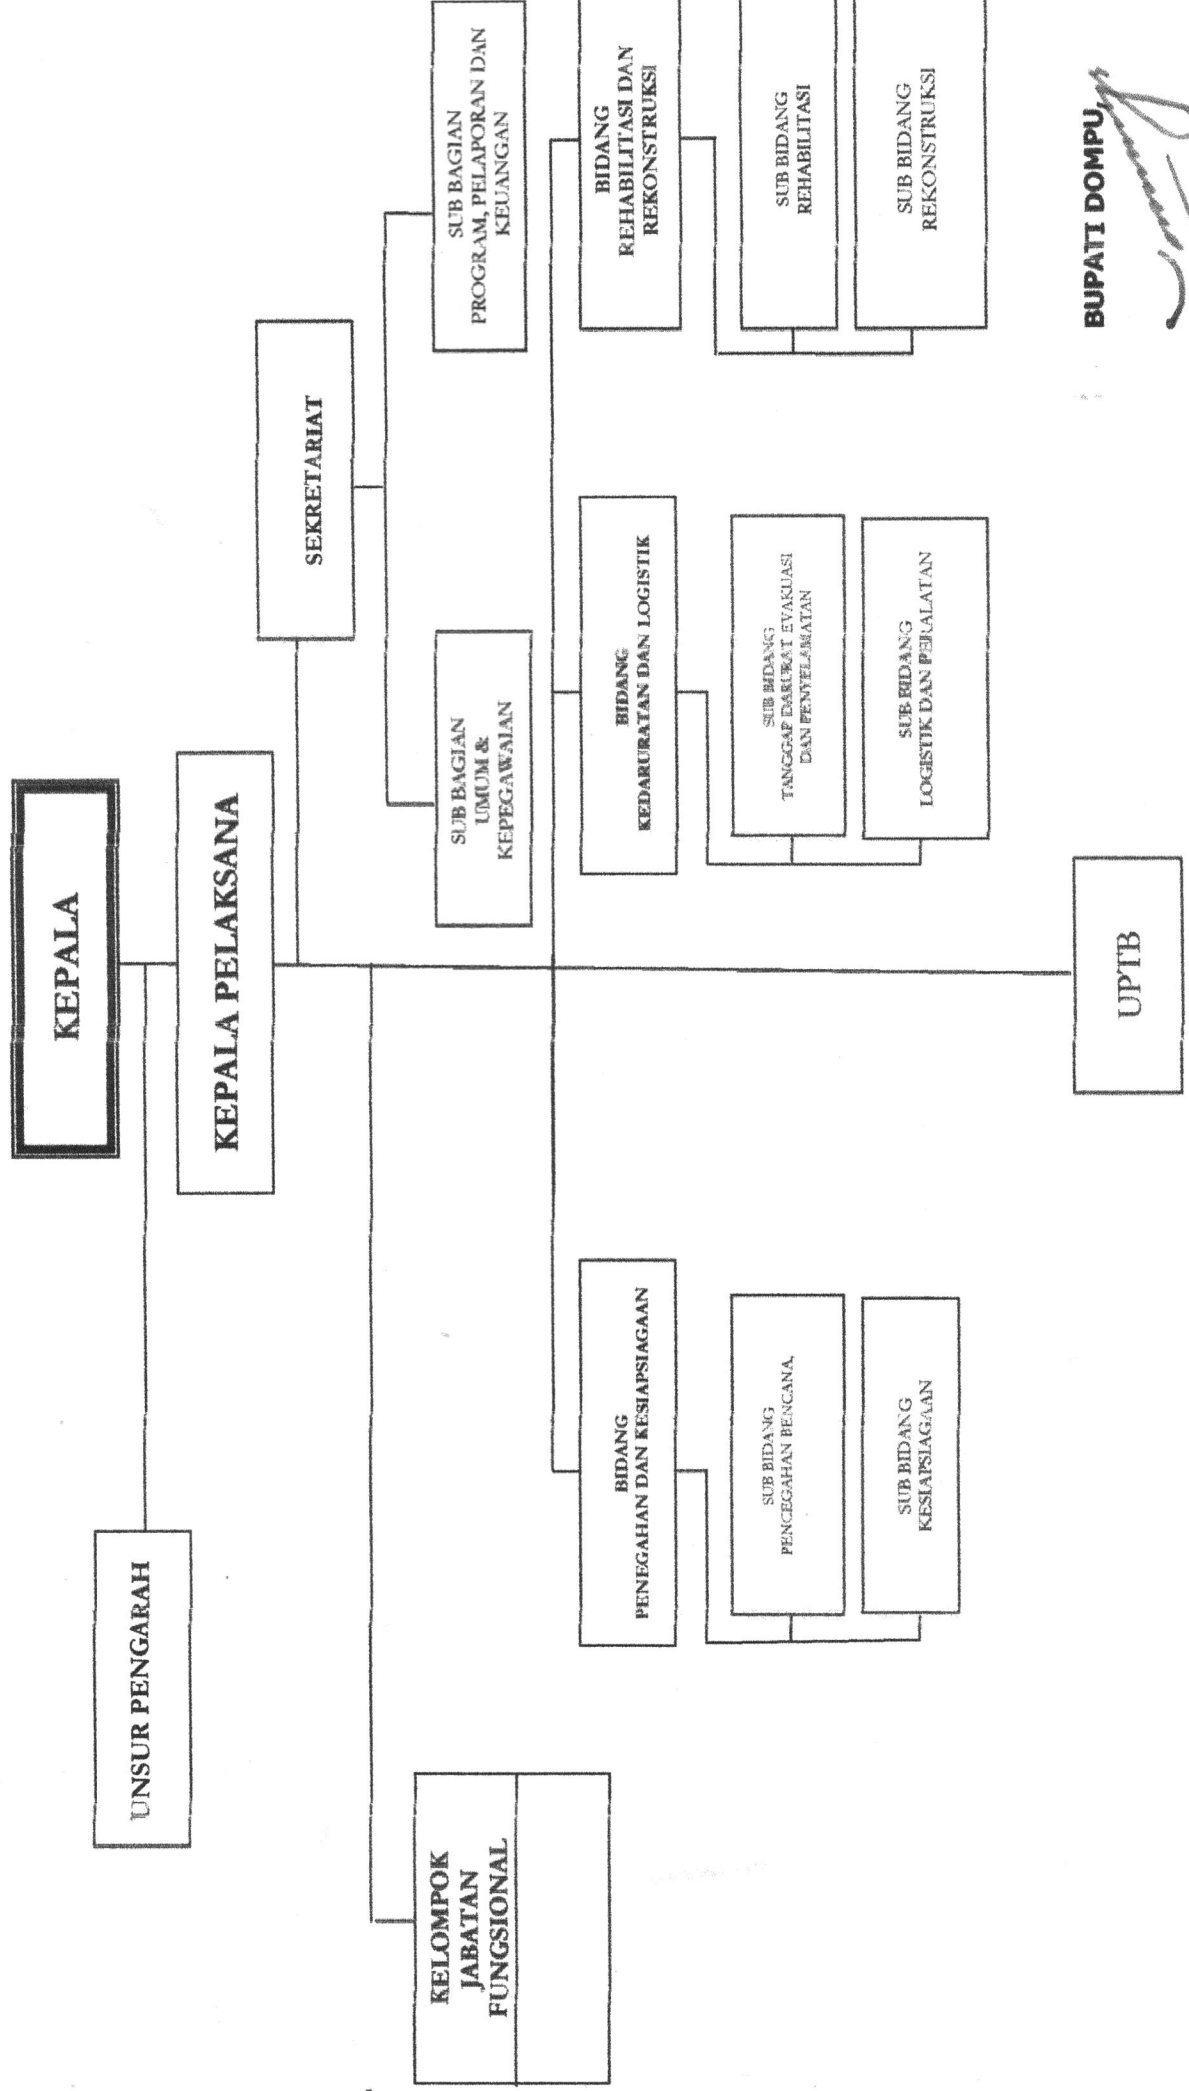 KEPALA
UNSUR PENGARAH
KEPALA PELAKSANA
SEKRETARIAT
KELOMPOK
JABATAN
FUNGSIONAL
SUB BAGIAN
UMUM &
KEPEGAWAIAN
SUB BAGIAN
PROGRAM, PELAPORAN DAN
KEUANGAN
BIDANG
PENEGAHAN DAN KESIAPSIAGAAN
BIDANG
KEDARURATAN DAN LOGISTIK
BIDANG
REHABILITASI DAN
REKONSTRUKSI
SUB BIDANG
PENCEGAHAN BENCANA,
SUB BIDANG
TANGGAP DARURAT EVAKUASI
DAN PENYELAMATAN
SUB BIDANG
REHABILITASI
SUB BIDANG
KESIAPSIAGAAN
SUB BIDANG
LOGISTIK DAN PERALATAN
SUB BIDANG
REKONSTRUKSI
UPTB
BUPATI DOMPU,